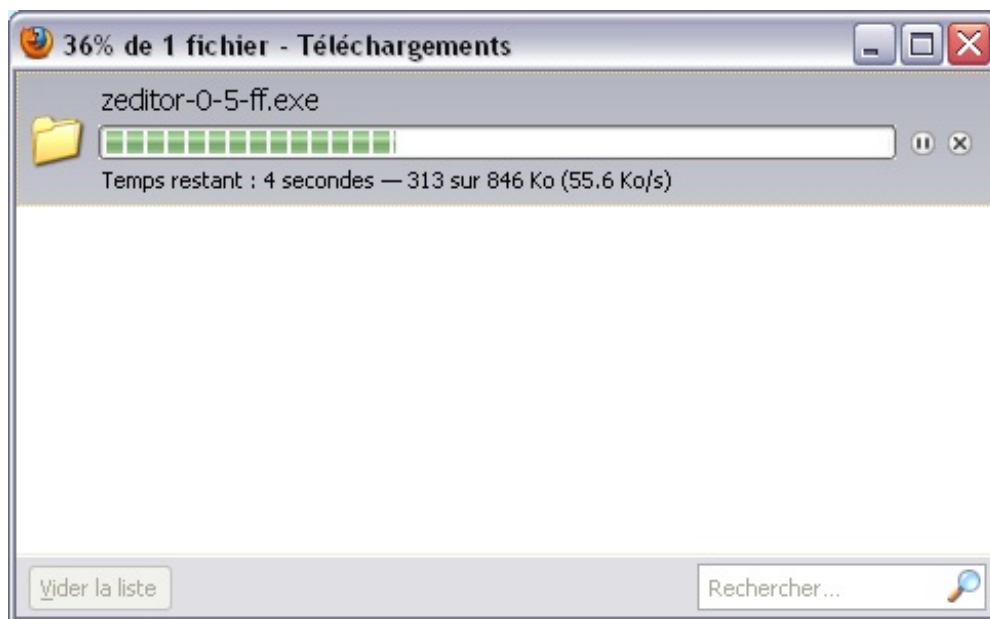 36% de 1 fichier - Téléchargements
zeditor-0-5-ff.exe
Temps restant : 4 secondes — 313 sur 846 Ko (55.6 Ko/s)
Vider la liste
Rechercher...